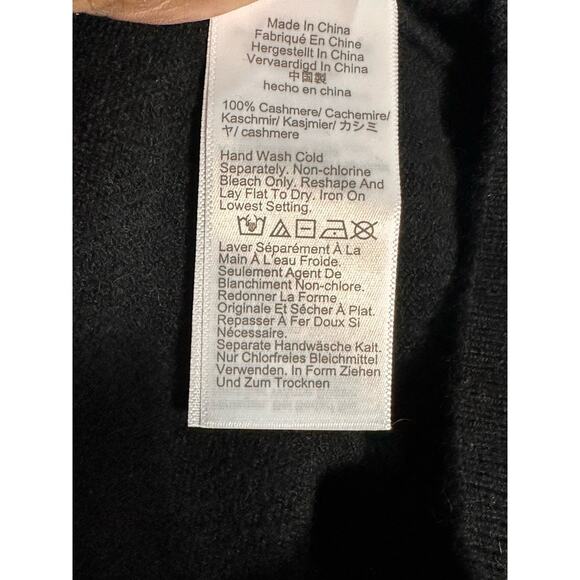 Made In China
Fabriqué En Chine
Hergestellt In China
Vervaardigd In China
中国製
hecho en china
100% Cashmere/ Cachemire/
Kaschmir/ Kasjmier/ カシミ
ヤ/ cashmere
Hand Wash Cold
Separately. Non-chlorine
Bleach Only. Reshape And
Lay Flat To Dry. Iron On
Lowest Setting.
Laver Séparément À La
Main À L'eau Froide.
Seulement Agent De
Blanchiment Non-chlore.
Redonner La Forme
Originale Et Sécher À Plat.
Repasser À Fer Doux Si
Nécessaire.
Separate Handwäsche Kalt.
Nur Chlorfreies Bleichmittel
Verwenden. In Form Ziehen
Und Zum Trocknen